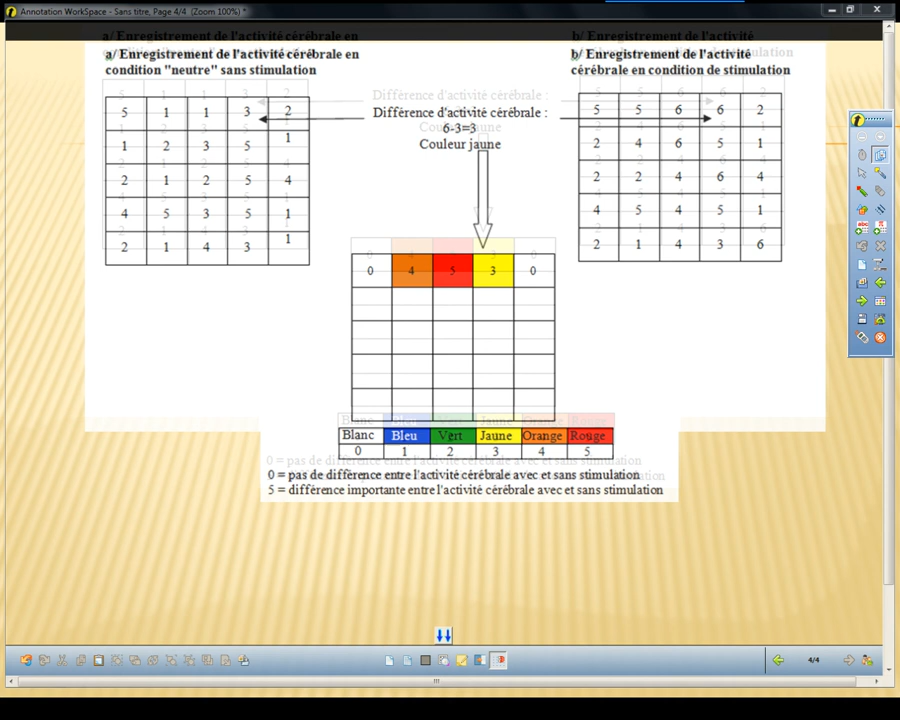 Annotation WorkSpace - Sans titre, Page 4/4 (Zoom 100%) *
a/ Enregistrement de l'activité cérébrale en
condition "neutre" sans stimulation
b/ Enregistrement de l'activité
cérébrale en condition de stimulation
5 1 1 3 2
1 2 3 5 1
2 1 2 5 4
4 5 3 5 1
2 1 4 3 1
Différence d'activité cérébrale :
6-3=3
Couleur jaune
5 5 6 6 2
2 4 6 5 1
2 2 4 6 4
4 5 4 5 1
2 1 4 3 6
0 4 5 3 0
Blanc Bleu Vert Jaune Orange Rouge
0 1 2 3 4 5
0 = pas de différence entre l'activité cérébrale avec et sans stimulation
5 = différence importante entre l'activité cérébrale avec et sans stimulation
4/4